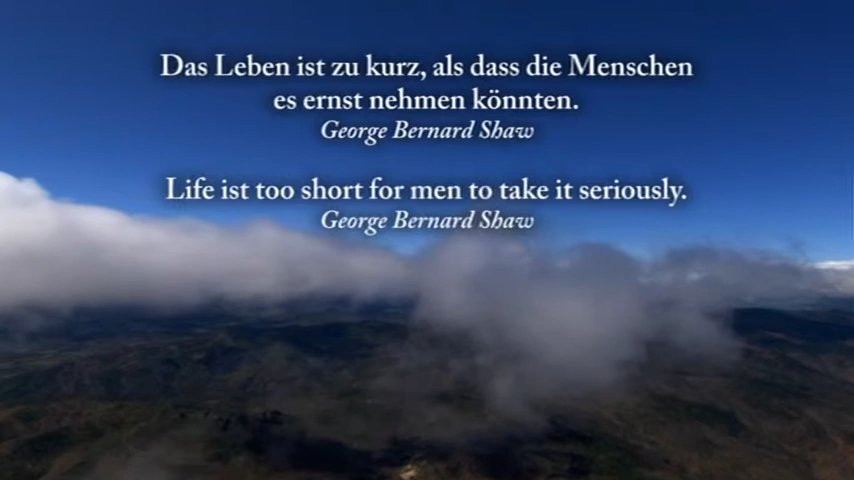 Das Leben ist zu kurz, als dass die Menschen
es ernst nehmen könnten.
George Bernard Shaw
Life ist too short for men to take it seriously.
George Bernard Shaw